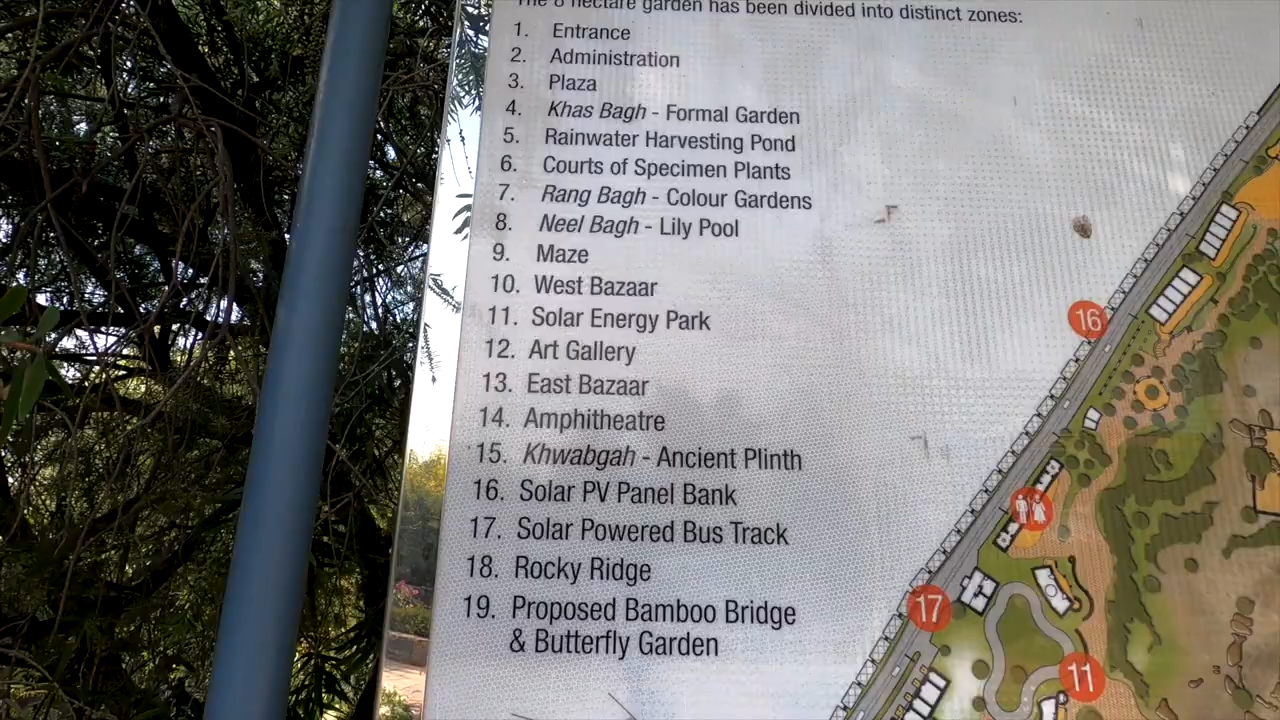 The 8 hectare garden has been divided into distinct zones:
1. Entrance
2. Administration
3. Plaza
4. Khas Bagh - Formal Garden
5. Rainwater Harvesting Pond
6. Courts of Specimen Plants
7. Rang Bagh - Colour Gardens
8. Neel Bagh - Lily Pool
9. Maze
10. West Bazaar
11. Solar Energy Park
12. Art Gallery
13. East Bazaar
14. Amphitheatre
15. Khwabgah - Ancient Plinth
16. Solar PV Panel Bank
17. Solar Powered Bus Track
18. Rocky Ridge
19. Proposed Bamboo Bridge
& Butterfly Garden
16
17
11